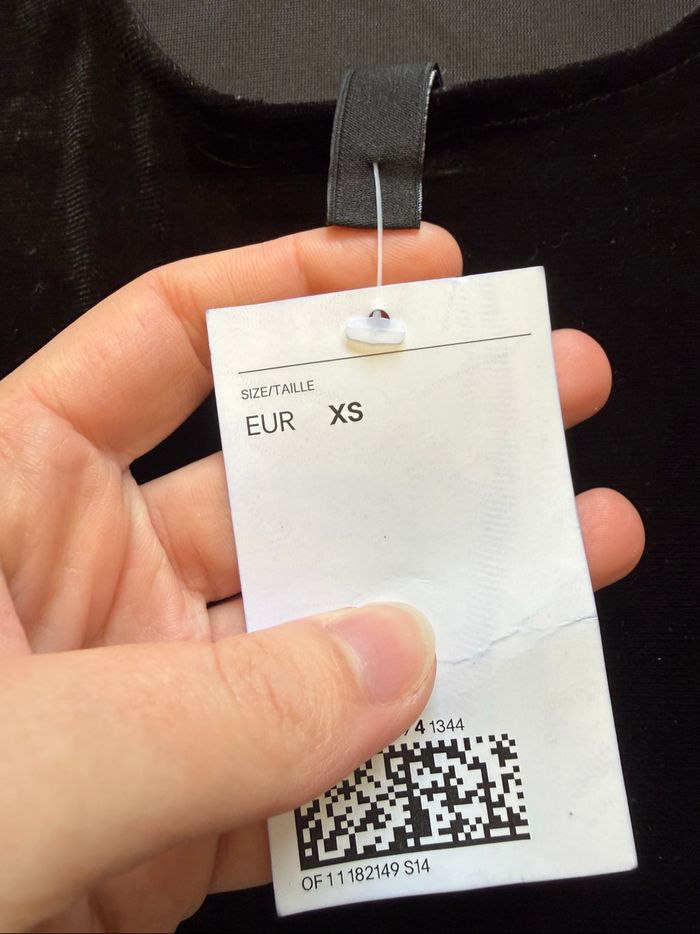 SIZE/TAILLE
EUR XS
4 1344
OF 11182149 S14